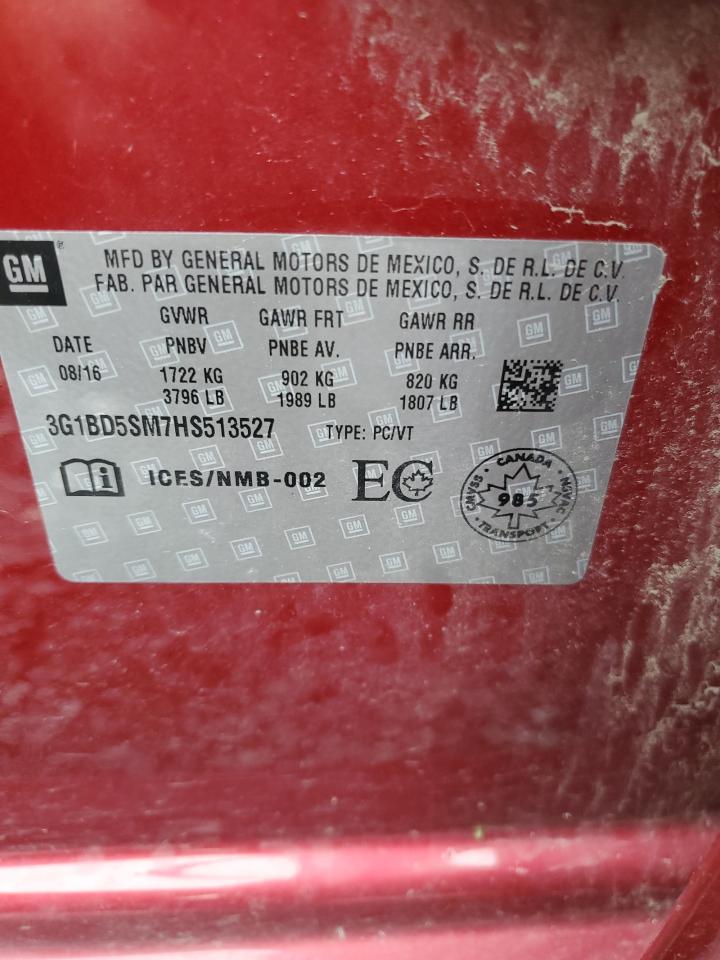 GM®
MFD BY GENERAL MOTORS DE MEXICO, S. DE R.L. DE C.V.
FAB. PAR GENERAL MOTORS DE MEXICO, S. DE R.L. DE C.V.
GVWR GAWR FRT GAWR RR
DATE PNBV PNBE AV. PNBE ARR.
08/16 1722 KG 902 KG 820 KG
3796 LB 1989 LB 1807 LB
3G1BD5SM7HS513527 TYPE: PC/VT
ICES/NMB-002 EC
CANADA
CMVSS 985 NSVAC
TRANSPORT